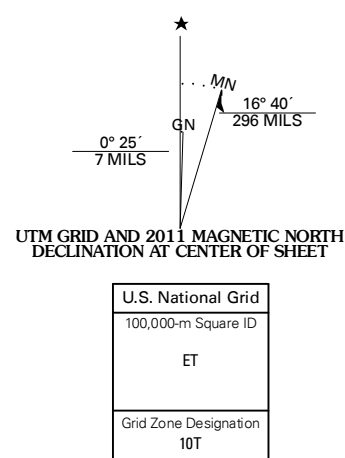 ★
MN
GN
16° 40´
296 MILS
0° 25´
7 MILS
UTM GRID AND 2011 MAGNETIC NORTH
DECLINATION AT CENTER OF SHEET
U.S. National Grid
100,000-m Square ID
ET
Grid Zone Designation
10T